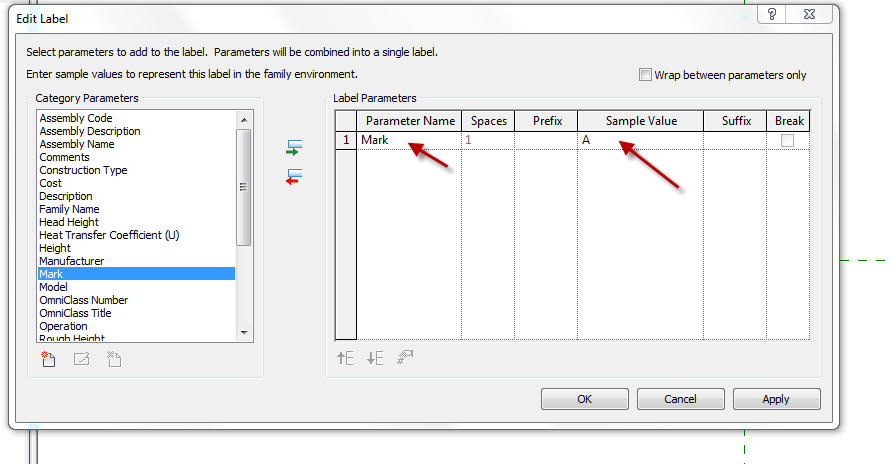 Edit Label
?
Select parameters to add to the label. Parameters will be combined into a single label.
Enter sample values to represent this label in the family environment.
Wrap between parameters only
Category Parameters
Assembly Code
Assembly Description
Assembly Name
Comments
Construction Type
Cost
Description
Family Name
Head Height
Heat Transfer Coefficient (U)
Height
Manufacturer
Mark
Model
OmniClass Number
OmniClass Title
Operation
Rough Height
Label Parameters
Parameter Name Spaces Prefix Sample Value Suffix Break
1 Mark 1 A
OK Cancel Apply